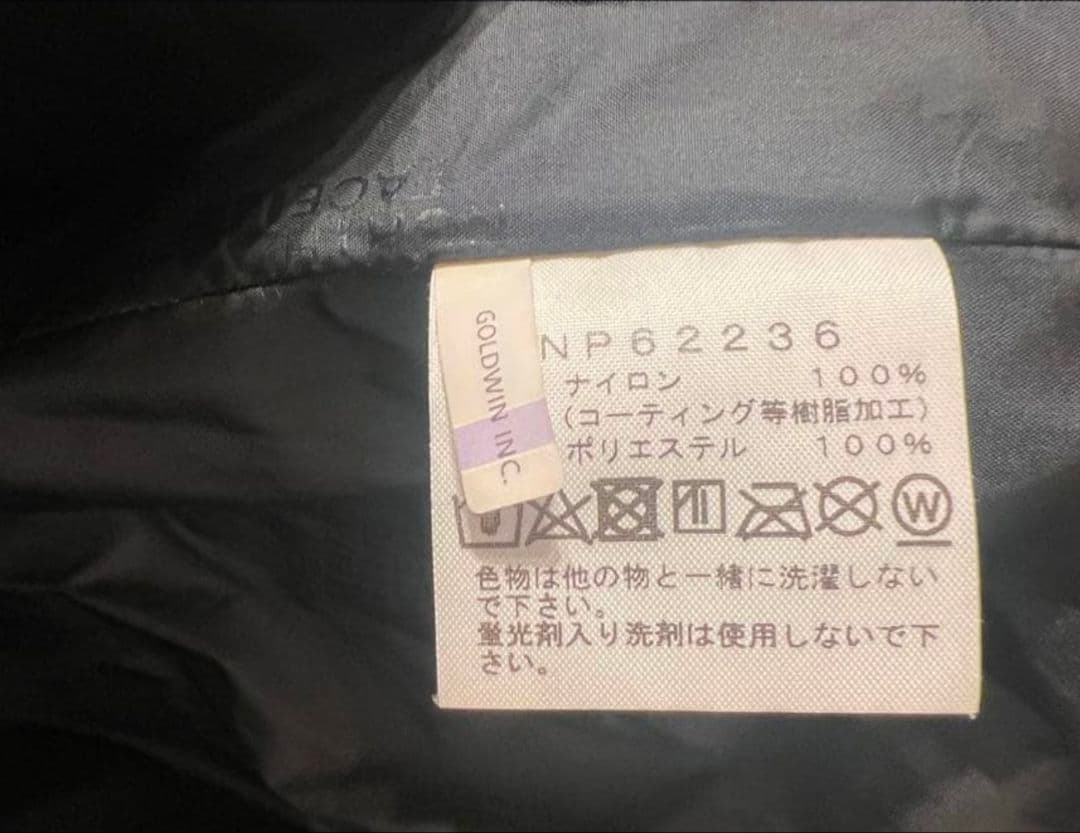 GOLDWIN INC.
NP62236
ナイロン 100%
(コーティング等樹脂加工)
ポリエステル 100%
W
色物は他の物と一緒に洗濯しない
で下さい。
蛍光剤入り洗剤は使用しないで下
さい。